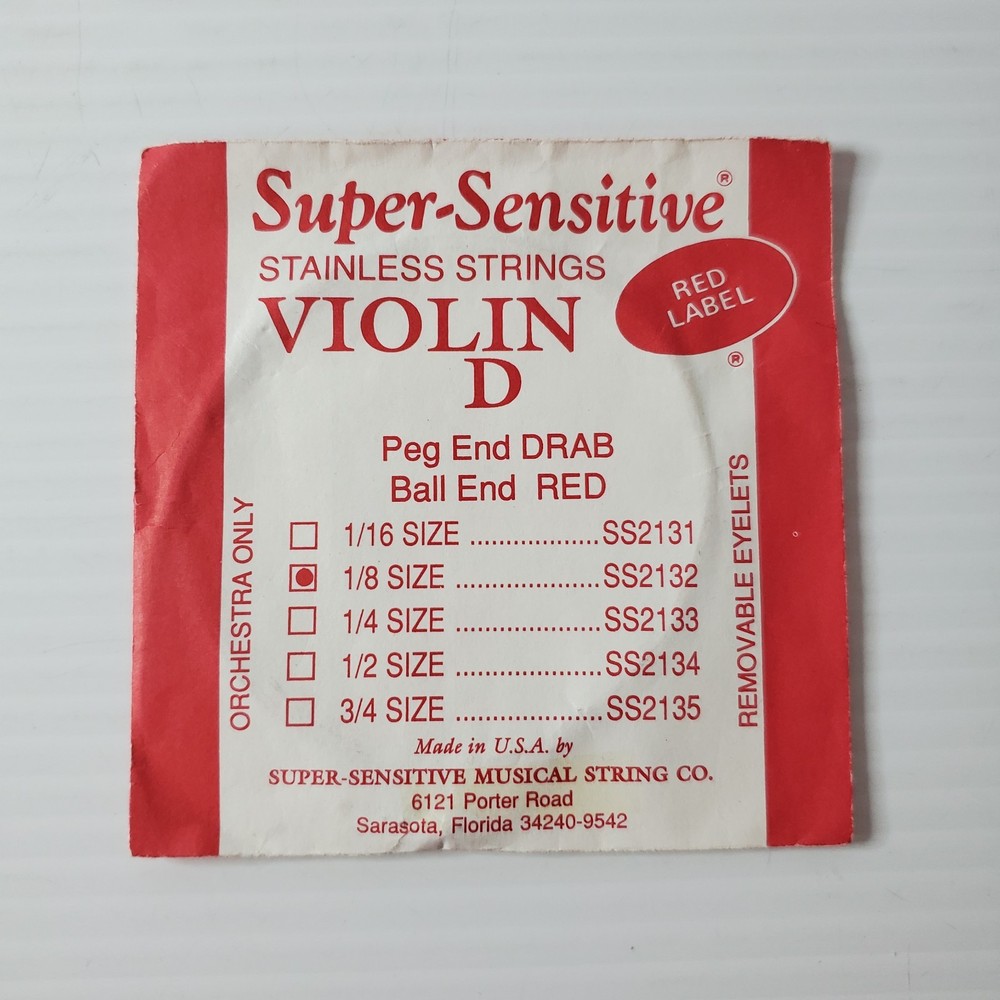 Super-Sensitive®
STAINLESS STRINGS
RED
LABEL
®
VIOLIN
D
Peg End DRAB
Ball End RED
1/16 SIZE ..................SS2131
1/8 SIZE ....................SS2132
1/4 SIZE ....................SS2133
1/2 SIZE ....................SS2134
3/4 SIZE ....................SS2135
ORCHESTRA ONLY
REMOVABLE EYELETS
Made in U.S.A. by
SUPER-SENSITIVE MUSICAL STRING CO.
6121 Porter Road
Sarasota, Florida 34240-9542